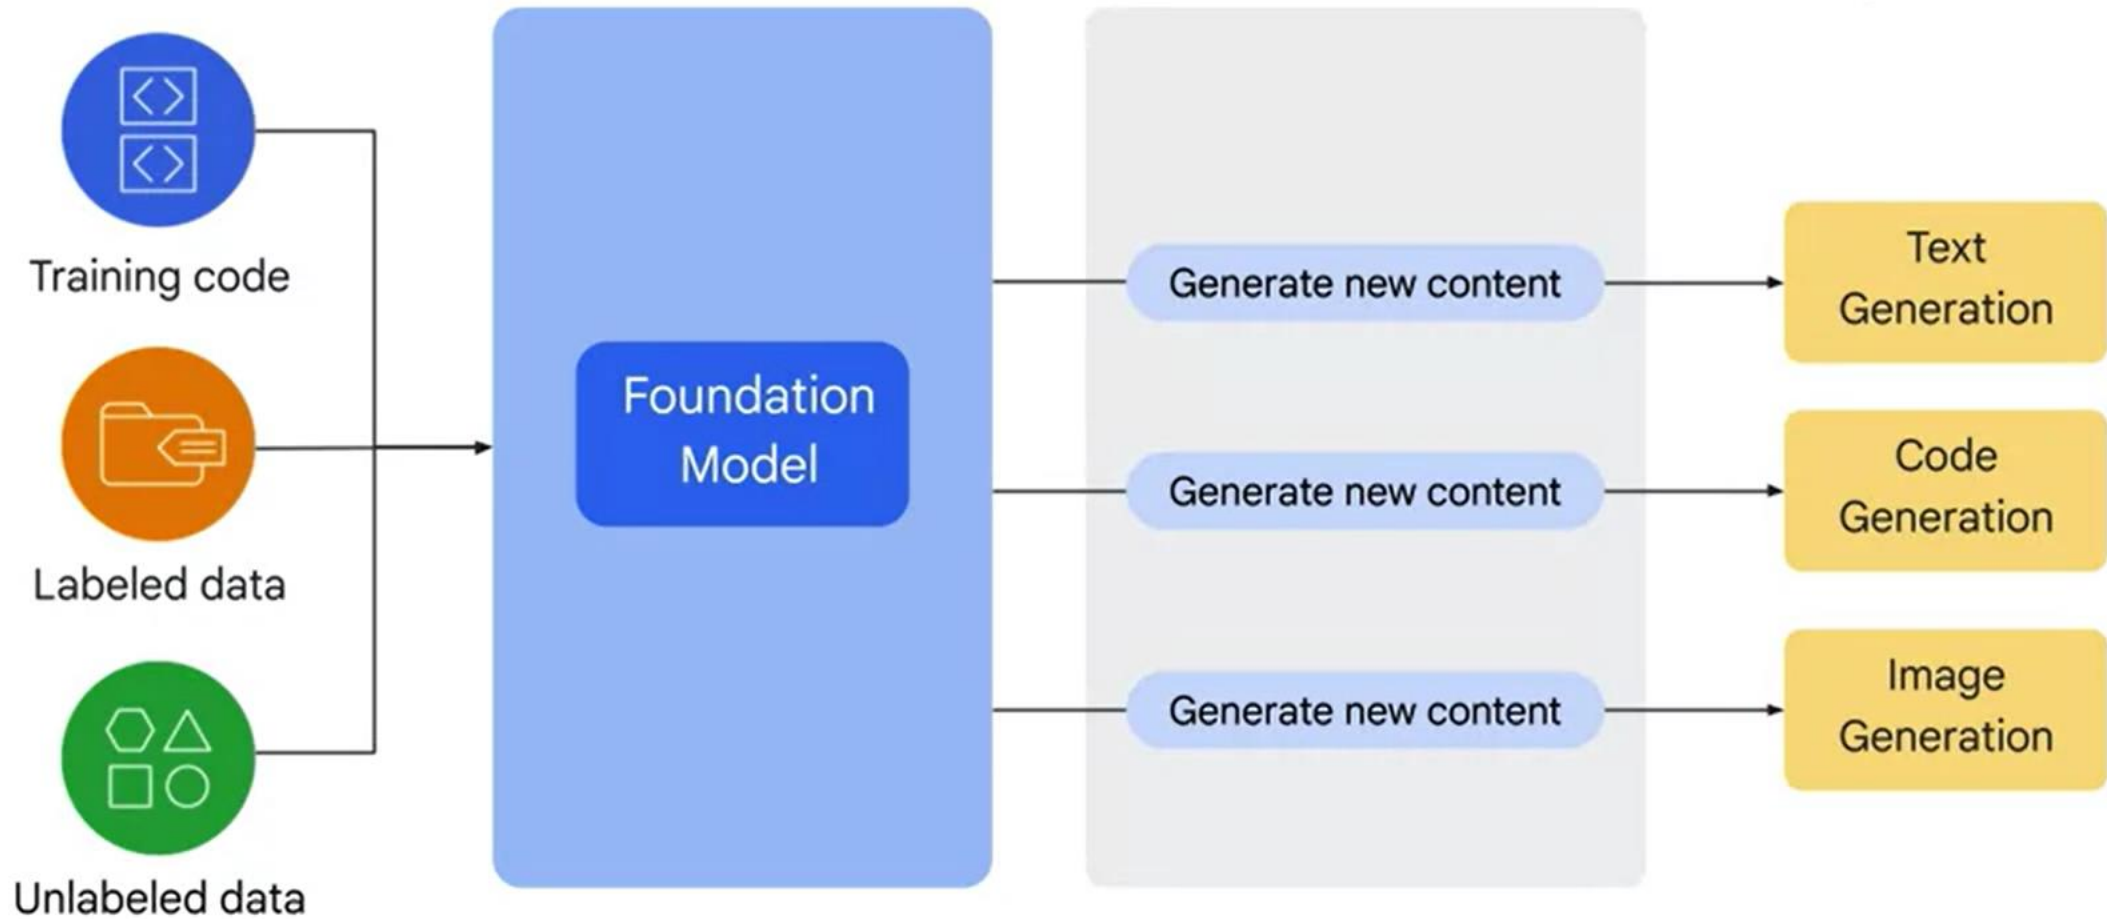 Training code
Labeled data
Unlabeled data
Foundation
Model
Generate new content
Generate new content
Generate new content
Text
Generation
Code
Generation
Image
Generation